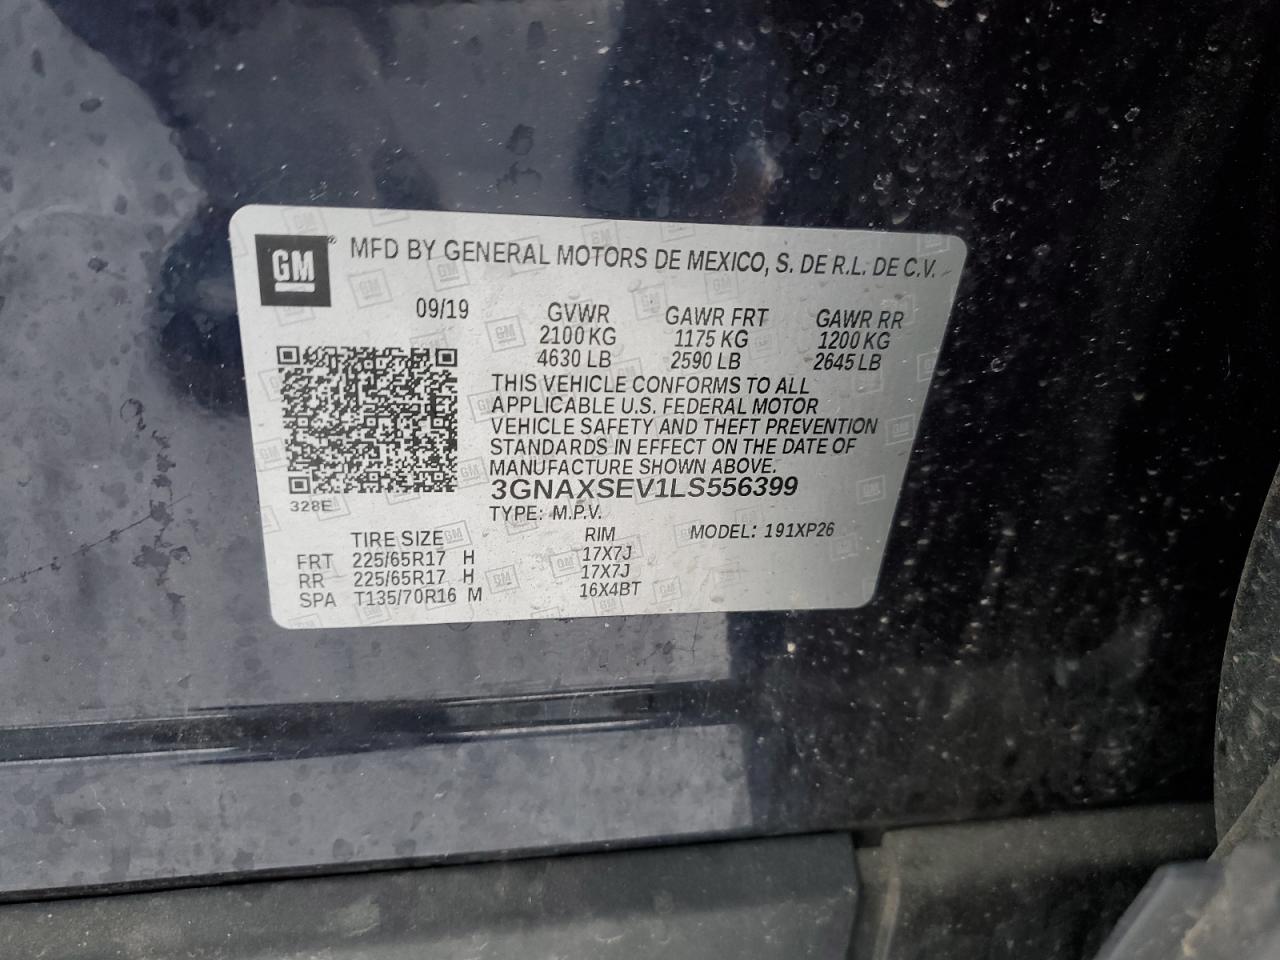 GM
MFD BY GENERAL MOTORS DE MEXICO, S. DE R.L. DE C.V.
09/19 GVWR GAWR FRT GAWR RR
2100 KG 1175 KG 1200 KG
4630 LB 2590 LB 2645 LB
THIS VEHICLE CONFORMS TO ALL
APPLICABLE U.S. FEDERAL MOTOR
VEHICLE SAFETY AND THEFT PREVENTION
STANDARDS IN EFFECT ON THE DATE OF
MANUFACTURE SHOWN ABOVE.
3GNAXSEV1LS556399
328E
TYPE: M.P.V.
TIRE SIZE RIM MODEL: 191XP26
FRT 225/65R17 H 17X7J
RR 225/65R17 H 17X7J
SPA T135/70R16 M 16X4BT